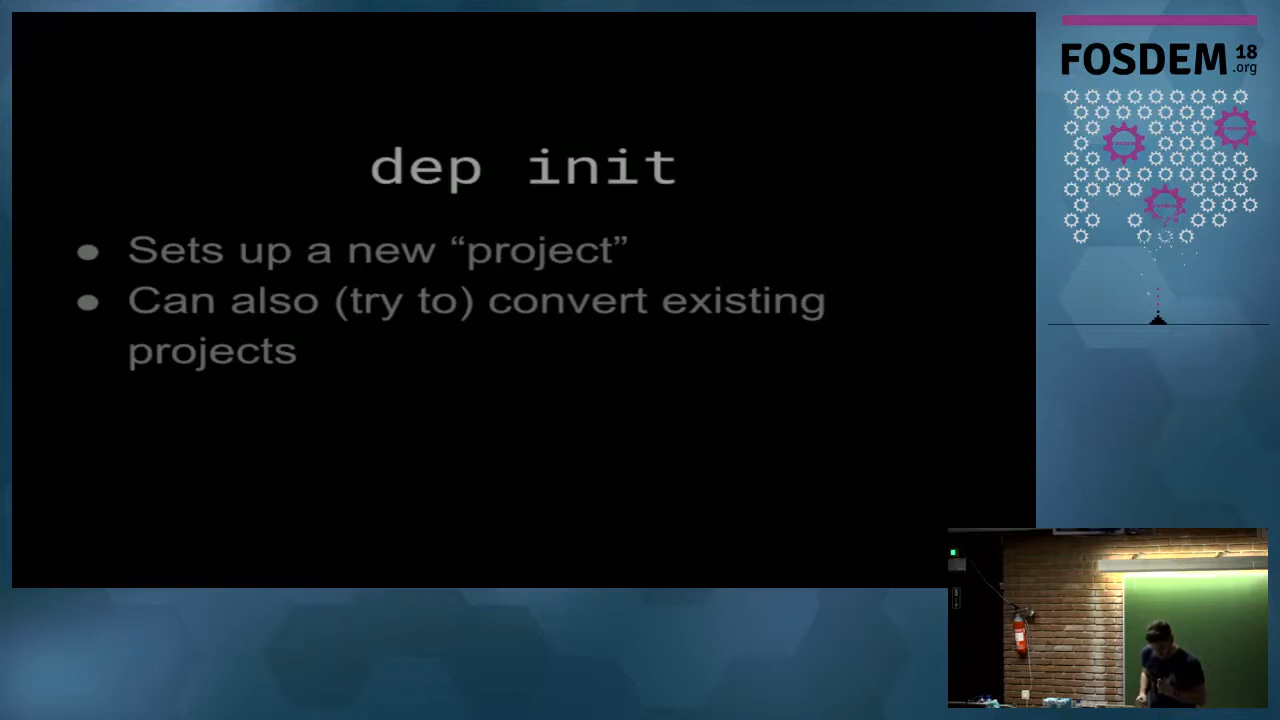 dep init
● Sets up a new “project”
● Can also (try to) convert existing
projects
FOSDEM 18
.org